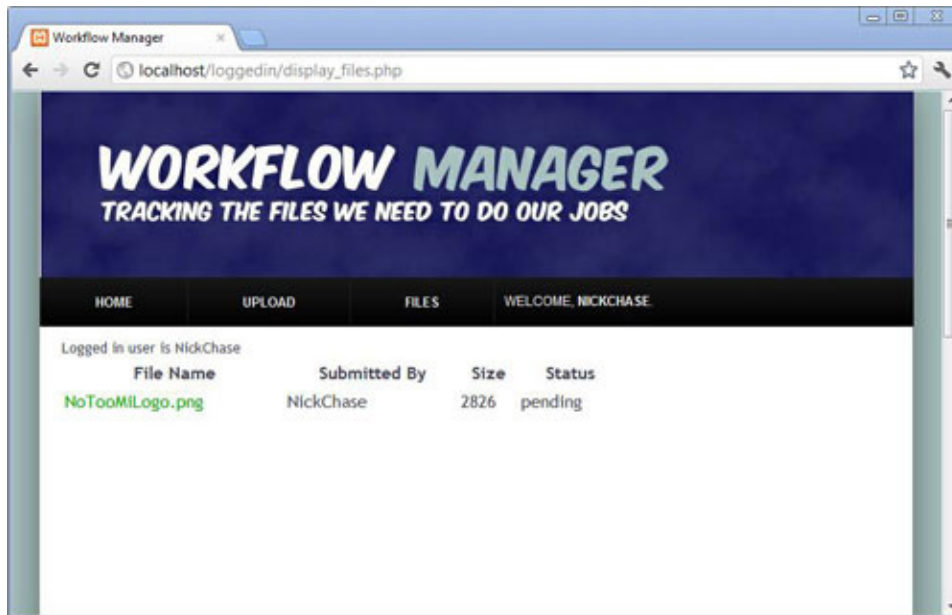 Workflow Manager
localhost/loggedin/display_files.php
WORKFLOW MANAGER
TRACKING THE FILES WE NEED TO DO OUR JOBS
HOME UPLOAD FILES WELCOME, NICKCHASE.
Logged in user is NickChase
File Name Submitted By Size Status
NoTooMiLogo.png NickChase 2826 pending